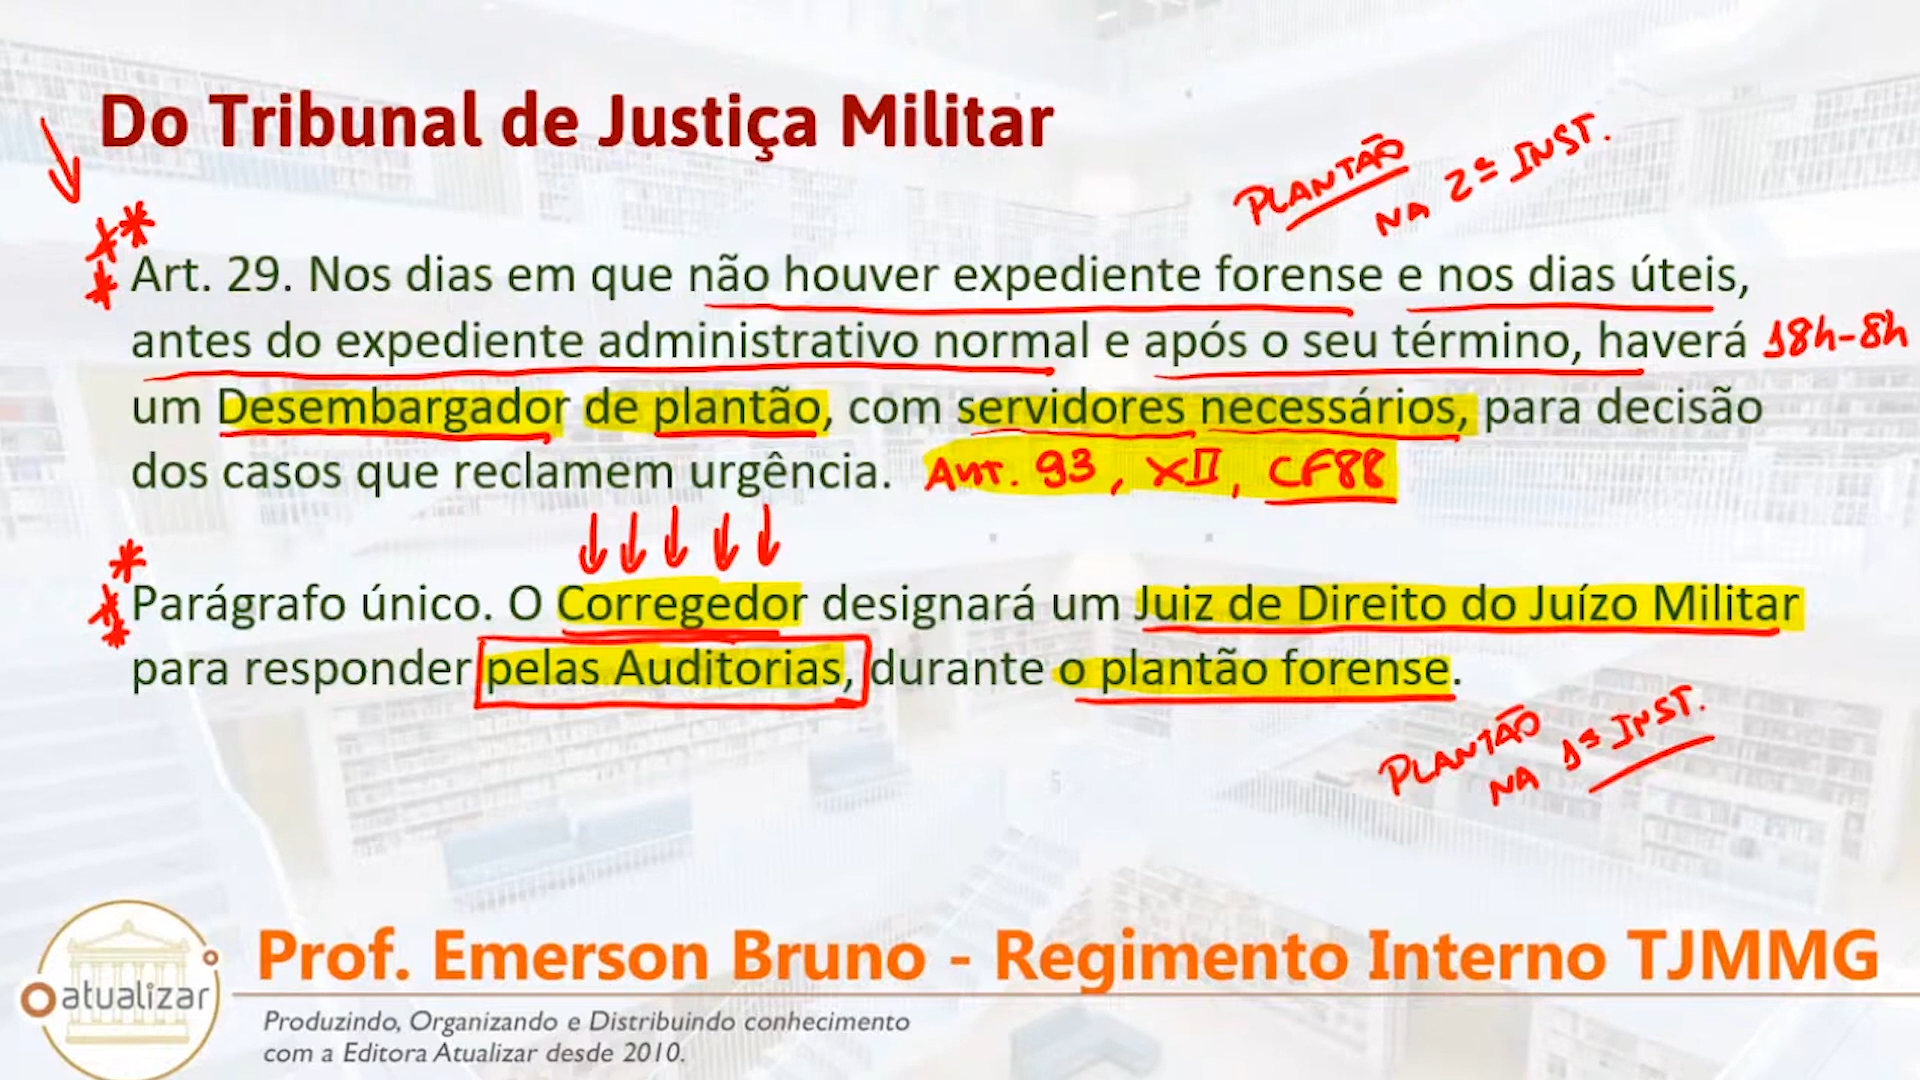 Do Tribunal de Justiça Militar
PLANTÃO
NA 2ª INST.
Art. 29. Nos dias em que não houver expediente forense e nos dias úteis,
antes do expediente administrativo normal e após o seu término, haverá 18h-8h
um Desembargador de plantão, com servidores necessários, para decisão
dos casos que reclamem urgência. Art. 93, XII, CF88
Parágrafo único. O Corregedor designará um Juiz de Direito do Juízo Militar
para responder pelas Auditorias, durante o plantão forense.
PLANTÃO
NA 1ª INST.
5
Prof. Emerson Bruno - Regimento Interno TJMMG
atualizar
Produzindo, Organizando e Distribuindo conhecimento
com a Editora Atualizar desde 2010.